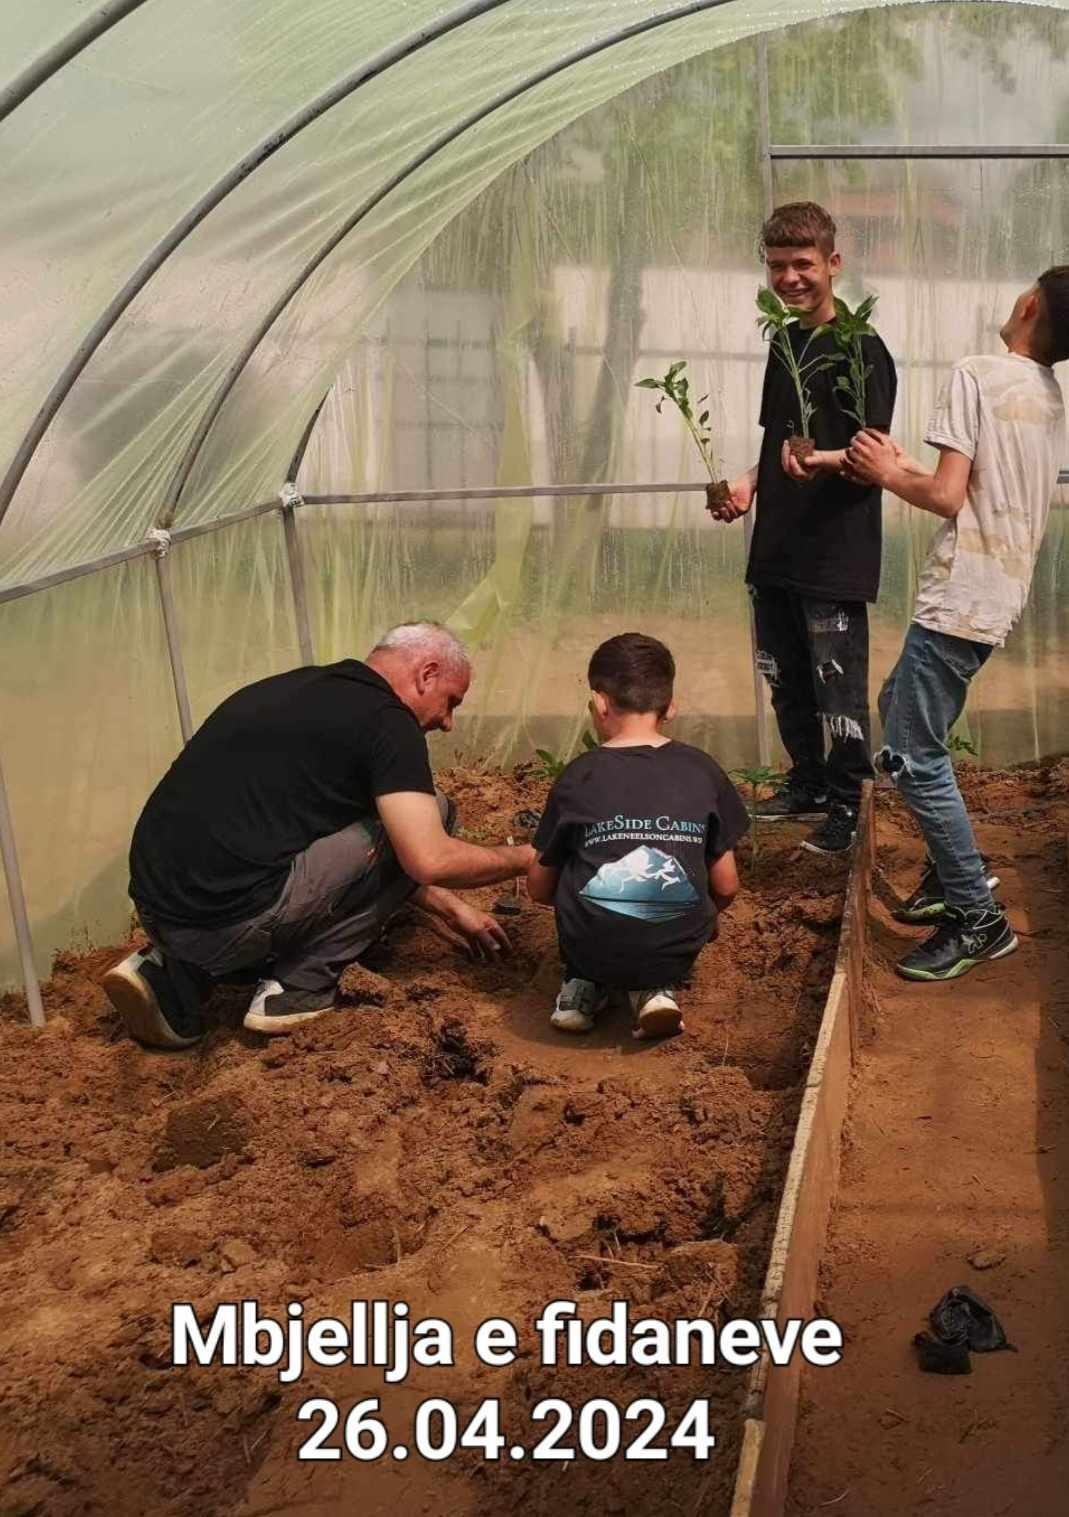 LAKESIDE CABINS
Mbjellja e fidaneve
26.04.2024